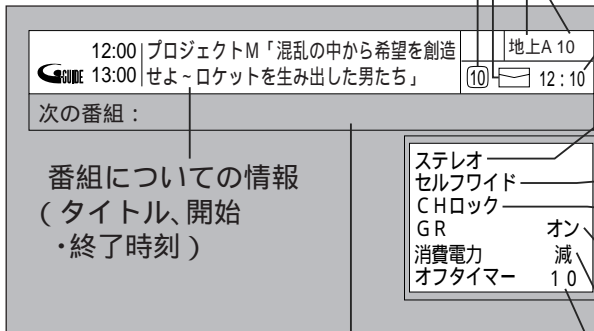 12:00 プロジェクトM「混乱の中から希望を創造 地上A 10
GGUIDE 13:00 せよ~ロケットを生み出した男たち」 10 12:10
次の番組:
番組についての情報
(タイトル、開始
・終了時刻)
ステレオ
セルフワイド
CHロック
GR オン
消費電力 減
オフタイマー 10